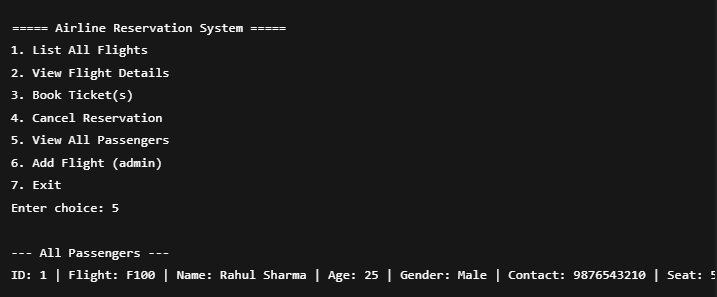 ===== Airline Reservation System =====
1. List All Flights
2. View Flight Details
3. Book Ticket(s)
4. Cancel Reservation
5. View All Passengers
6. Add Flight (admin)
7. Exit
Enter choice: 5
--- All Passengers ---
ID: 1 | Flight: F100 | Name: Rahul Sharma | Age: 25 | Gender: Male | Contact: 9876543210 | Seat: